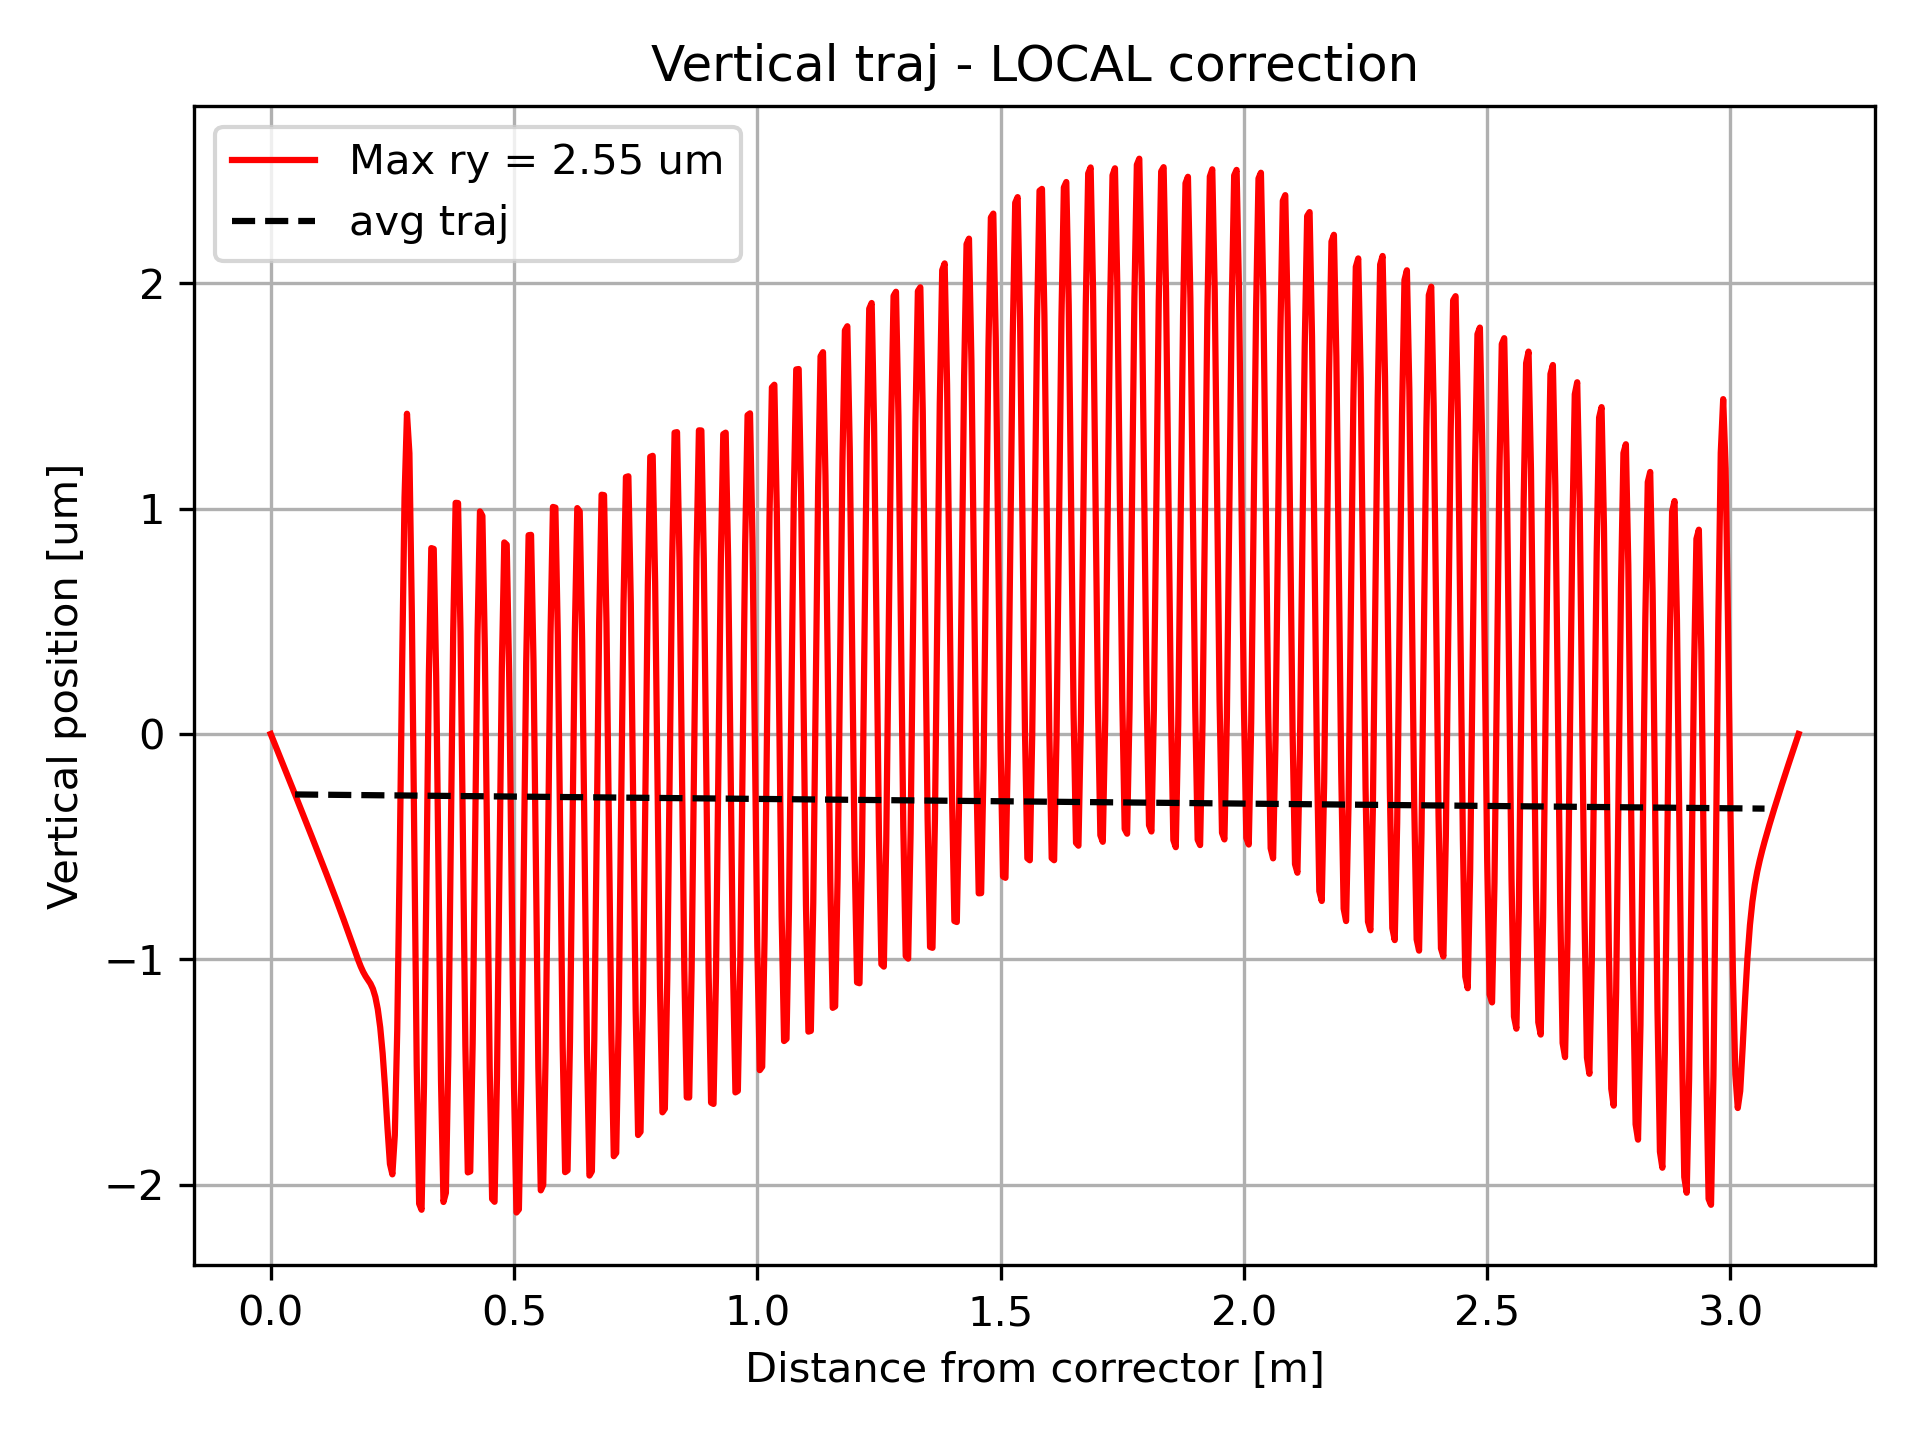 Vertical traj - LOCAL correction
Max ry = 2.55 um
avg traj
Vertical position [um]
2
1
0
−1
−2
0.0 0.5 1.0 1.5 2.0 2.5 3.0
Distance from corrector [m]